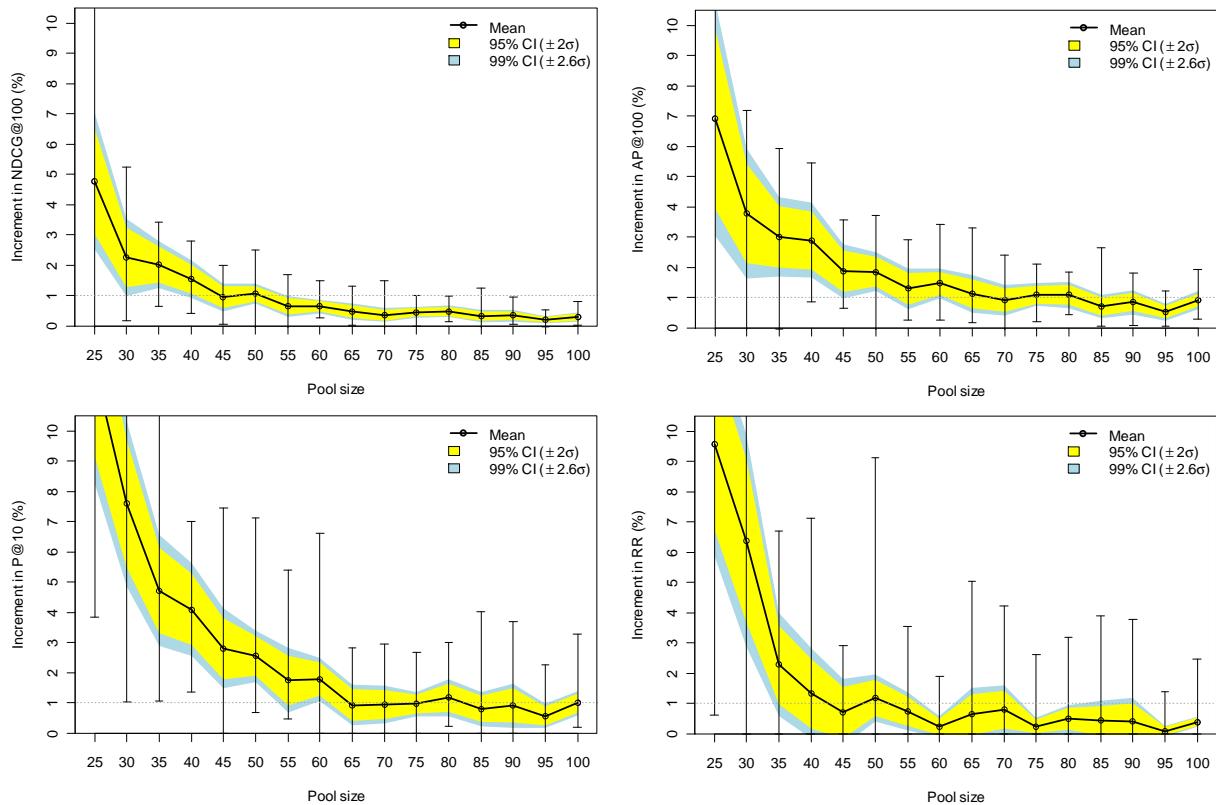 Increment in NDCG@100 (%)
0 1 2 3 4 5 6 7 8 9 10
Mean
95% CI (±2σ)
99% CI (±2.6σ)
25 30 35 40 45 50 55 60 65 70 75 80 85 90 95 100
Pool size
Increment in AP@100 (%)
0 1 2 3 4 5 6 7 8 9 10
Mean
95% CI (±2σ)
99% CI (±2.6σ)
25 30 35 40 45 50 55 60 65 70 75 80 85 90 95 100
Pool size
Increment in P@10 (%)
0 1 2 3 4 5 6 7 8 9 10
Mean
95% CI (±2σ)
99% CI (±2.6σ)
25 30 35 40 45 50 55 60 65 70 75 80 85 90 95 100
Pool size
Increment in RR (%)
0 1 2 3 4 5 6 7 8 9 10
Mean
95% CI (±2σ)
99% CI (±2.6σ)
25 30 35 40 45 50 55 60 65 70 75 80 85 90 95 100
Pool size